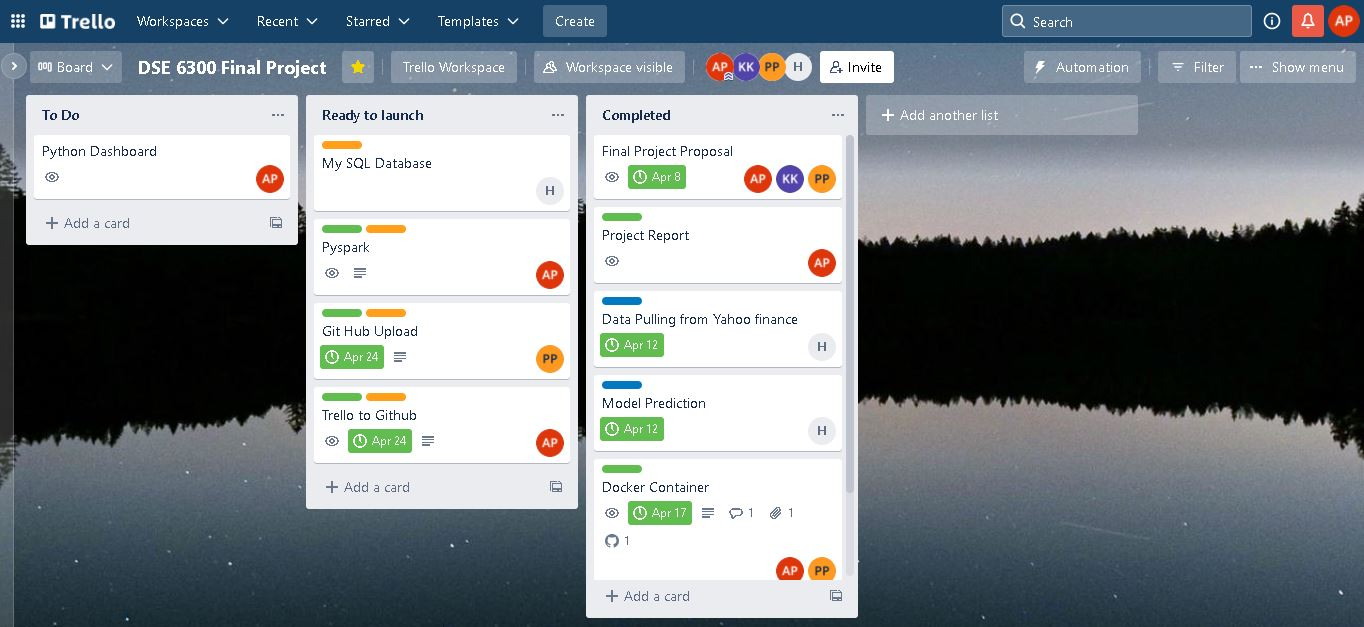 Trello Workspaces Recent Starred Templates Create Search AP
Board DSE 6300 Final Project Trello Workspace Workspace visible AP KK PP H Invite Automation Filter Show menu
To Do
Python Dashboard
AP
Add a card
Ready to launch
My SQL Database
H
Pyspark
AP
Git Hub Upload
Apr 24
PP
Trello to Github
Apr 24
AP
Add a card
Completed
Final Project Proposal
Apr 8
AP KK PP
Project Report
AP
Data Pulling from Yahoo finance
Apr 12
H
Model Prediction
Apr 12
H
Docker Container
Apr 17 1 1
1
AP PP
Add a card
Add another list